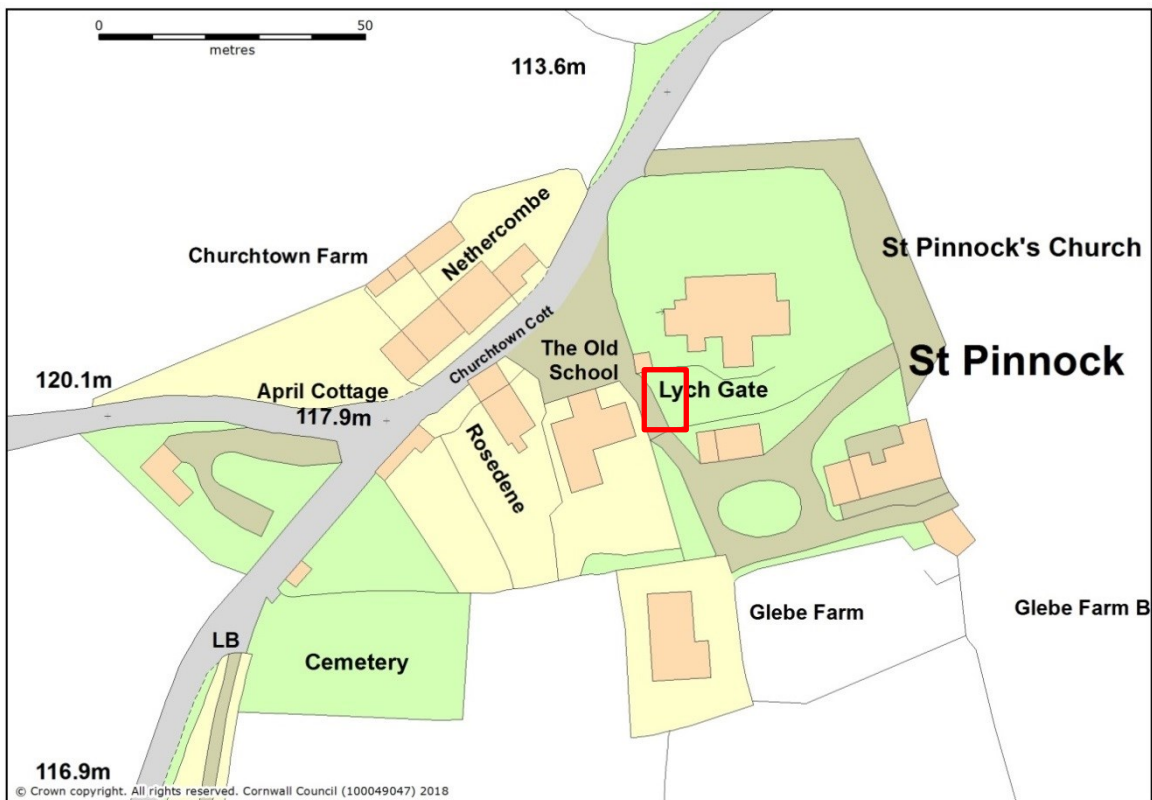 0
50
metres
113.6m
Nethercombe
Churchtown Farm
St Pinnock's Church
Churchtown Cott
The Old
School
St Pinnock
120.1m
April Cottage
117.9m
Lych Gate
Rosedene
Glebe Farm
Glebe Farm B
LB
Cemetery
116.9m
© Crown copyright. All rights reserved. Cornwall Council (100049047) 2018